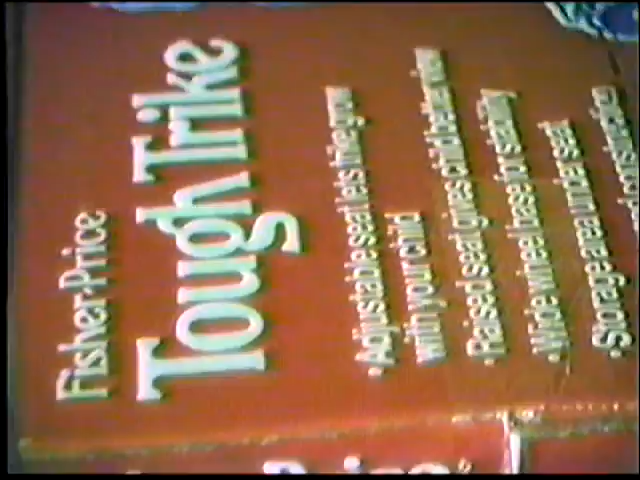 Fisher-Price
Tough Trike
• Adjustable seat lets trike grow
with your child
• Raised seat gives child better view
• Wide wheel base for stability
• Storage area under seat